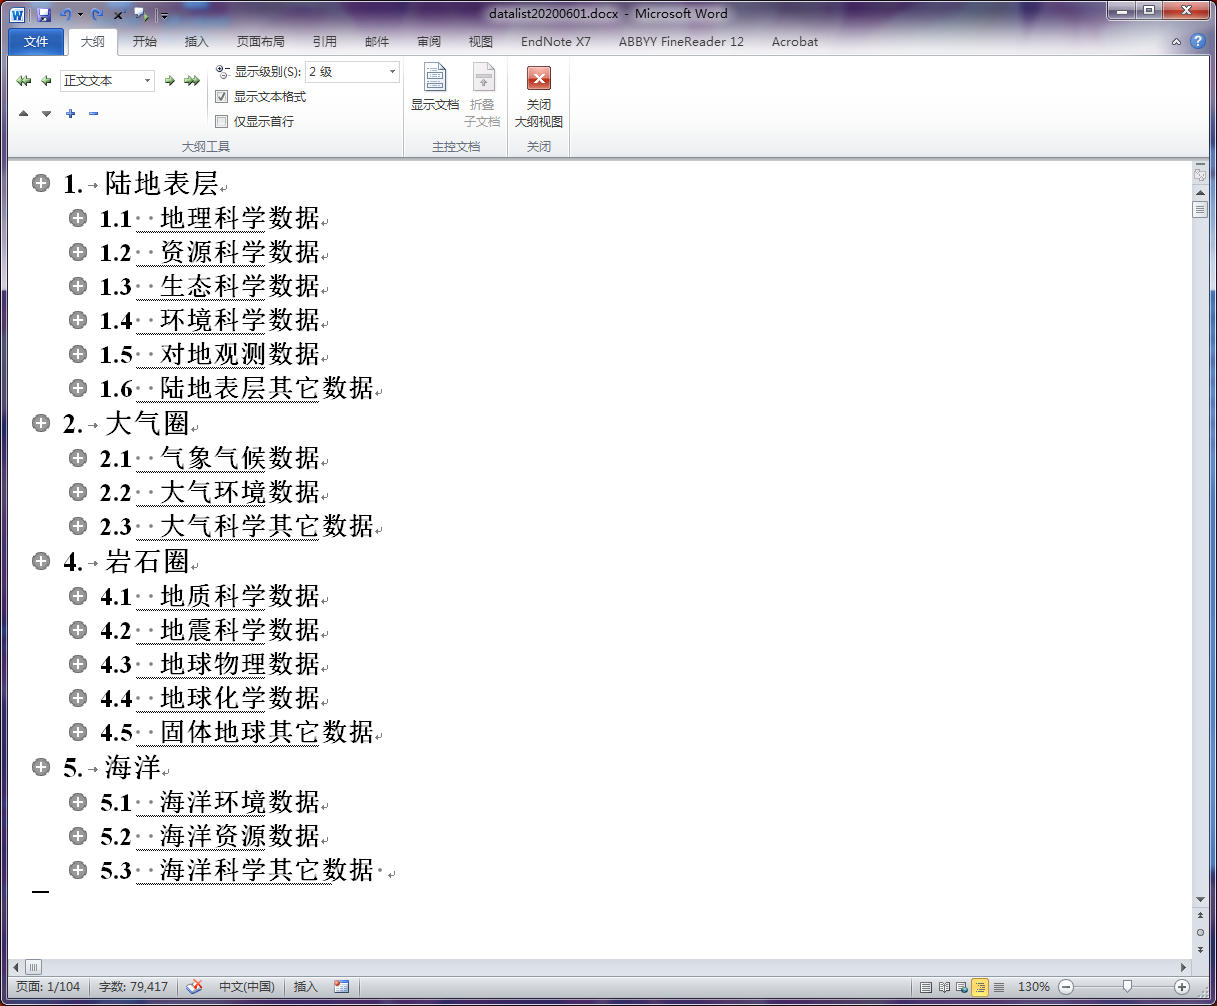 datalist20200601.docx - Microsoft Word
文件 大纲 开始 插入 页面布局 引用 邮件 审阅 视图 EndNote X7 ABBYY FineReader 12 Acrobat
正文文本 显示级别(S): 2 级
显示文本格式
仅显示首行
显示文档 折叠子文档 关闭大纲视图
大纲工具 主控文档 关闭
1. 陆地表层
1.1 地理科学数据
1.2 资源科学数据
1.3 生态科学数据
1.4 环境科学数据
1.5 对地观测数据
1.6 陆地表层其它数据
2. 大气圈
2.1 气象气候数据
2.2 大气环境数据
2.3 大气科学其它数据
4. 岩石圈
4.1 地质科学数据
4.2 地震科学数据
4.3 地球物理数据
4.4 地球化学数据
4.5 固体地球其它数据
5. 海洋
5.1 海洋环境数据
5.2 海洋资源数据
5.3 海洋科学其它数据
页面: 1/104 字数: 79,417 中文(中国) 插入 130%